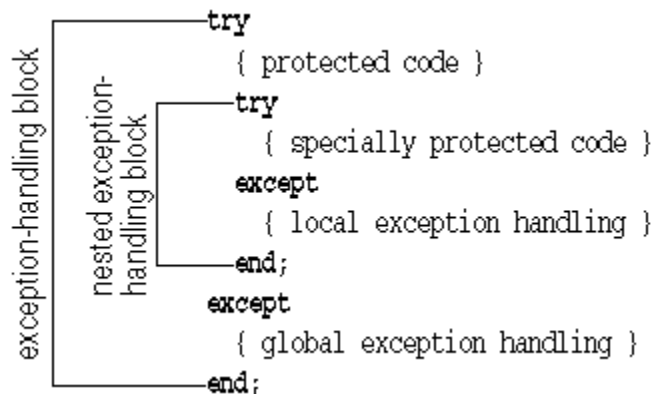 exception-handling block
nested exception-
handling block
try
{ protected code }
try
{ specially protected code }
except
{ local exception handling }
end;
except
{ global exception handling }
end;